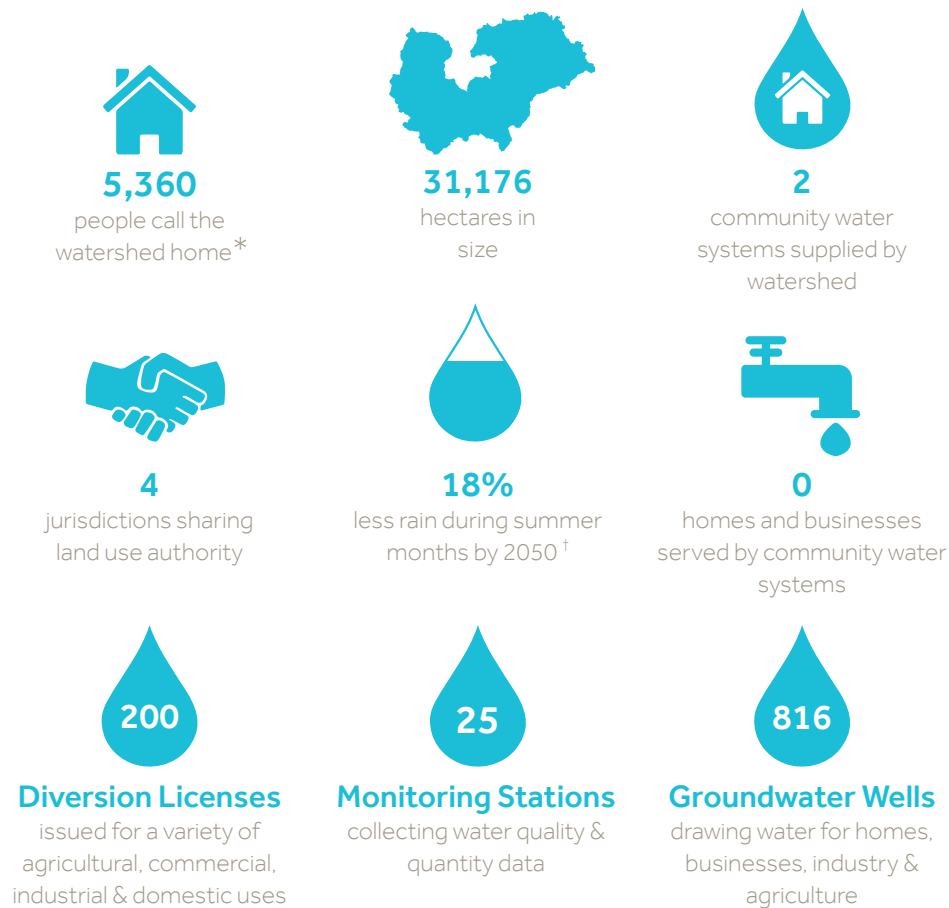 5,360
people call the
watershed home*
31,176
hectares in
size
2
community water
systems supplied by
watershed
4
jurisdictions sharing
land use authority
18%
less rain during summer
months by 2050 †
0
homes and businesses
served by community water
systems
200
Diversion Licenses
issued for a variety of
agricultural, commercial,
industrial & domestic uses
25
Monitoring Stations
collecting water quality &
quantity data
816
Groundwater Wells
drawing water for homes,
businesses, industry &
agriculture